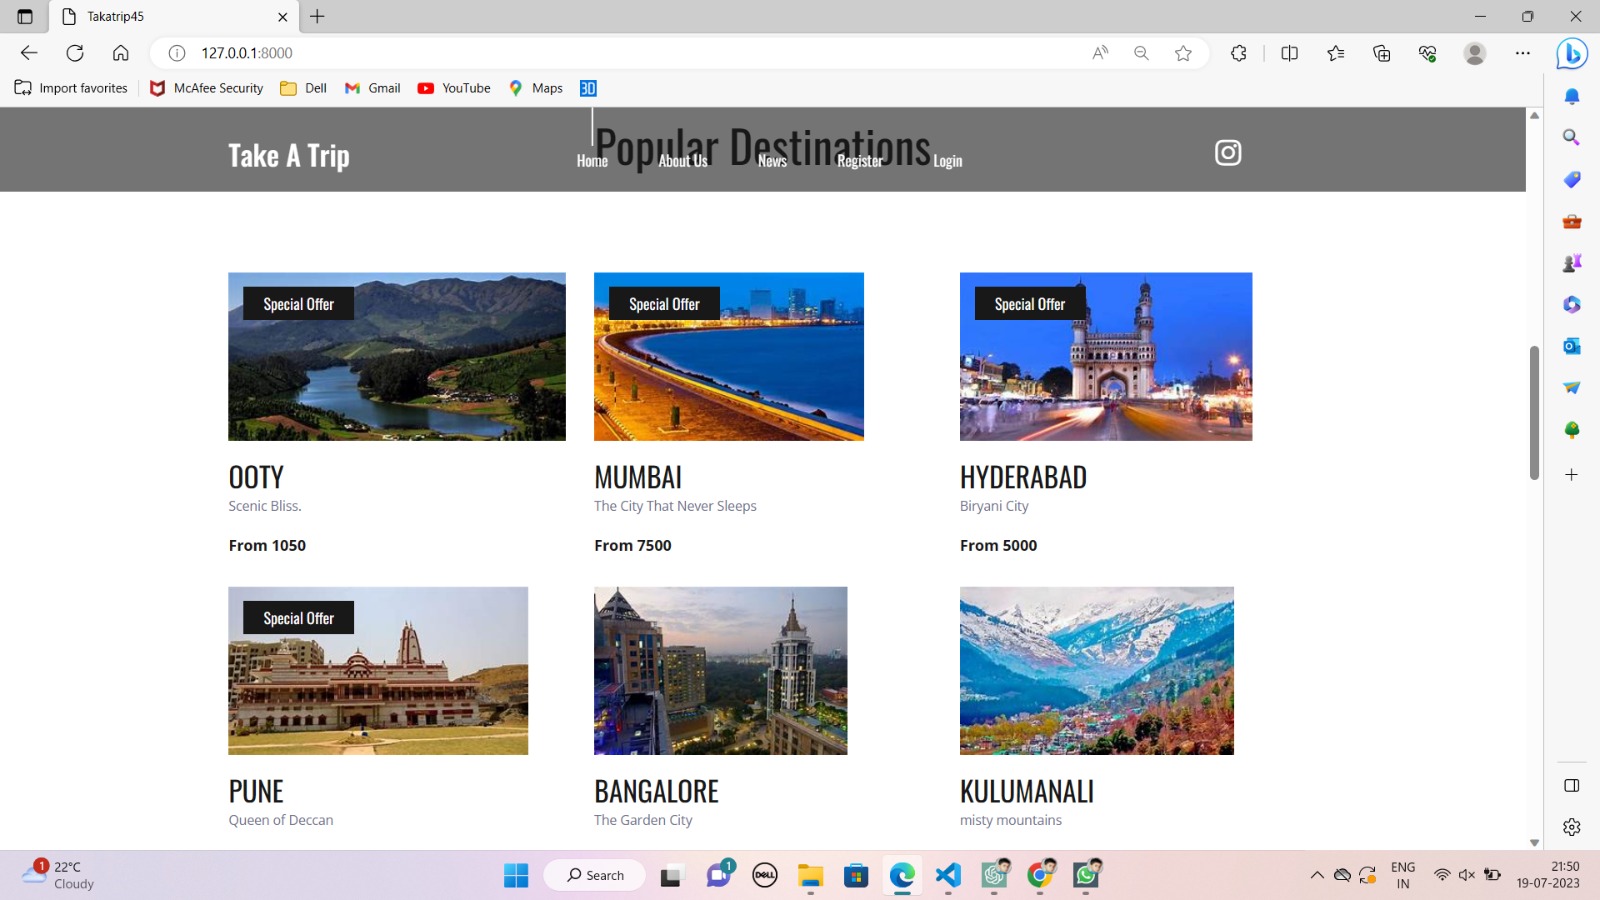 Takatrip45
127.0.0.1:8000
Import favorites
McAfee Security
Dell
Gmail
YouTube
Maps
3D
Take A Trip
Popular Destinations
Home
About Us
News
Register
Login
Special Offer
Special Offer
Special Offer
OOTY
MUMBAI
HYDERABAD
Scenic Bliss.
The City That Never Sleeps
Biryani City
From 1050
From 7500
From 5000
Special Offer
PUNE
BANGALORE
KULUMANALI
Queen of Deccan
The Garden City
misty mountains
1
22°C
Cloudy
Search
1
DELL
ENG
IN
21:50
19-07-2023